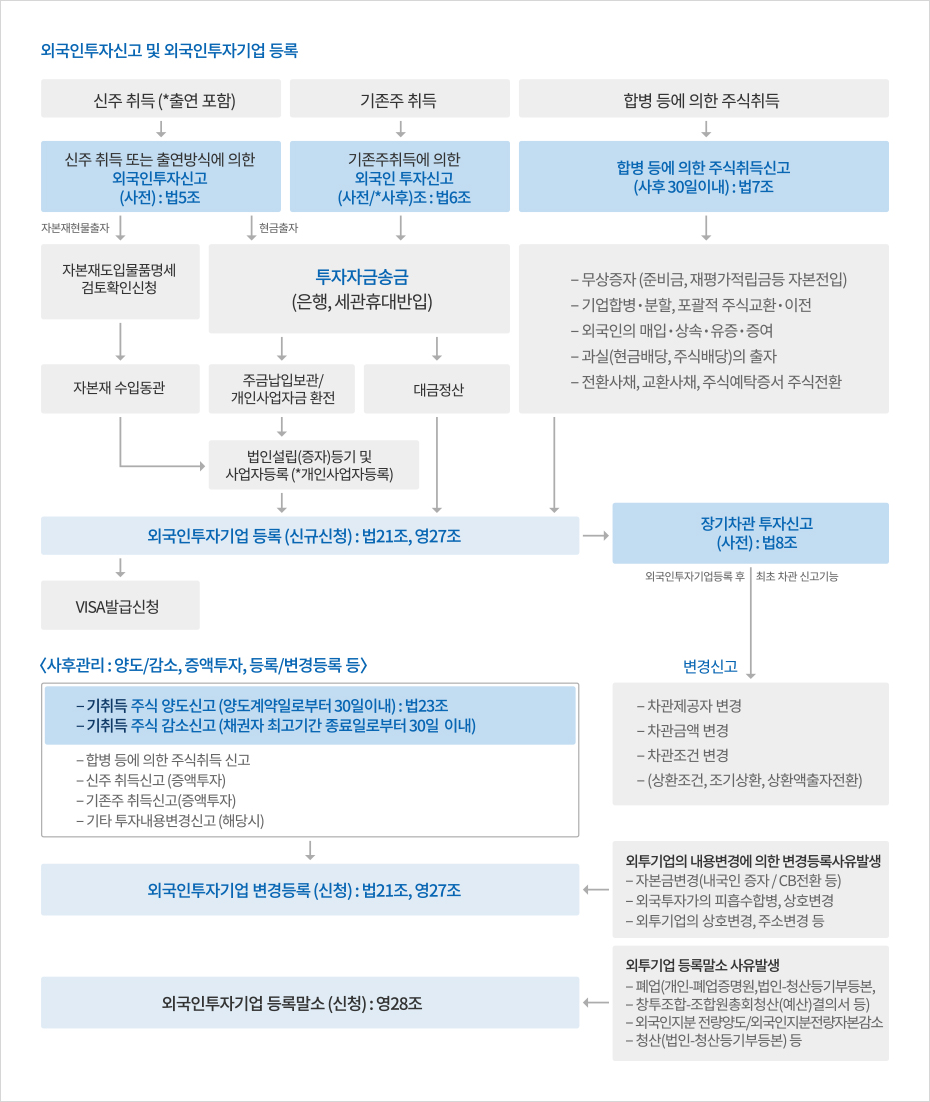 외국인투자신고 및 외국인투자기업 등록
신주 취득 (*출연 포함)
기존주 취득
합병 등에 의한 주식취득
신주 취득 또는 출연방식에 의한
외국인투자신고
(사전) : 법5조
기존주취득에 의한
외국인 투자신고
(사전/*사후)조 : 법6조
합병 등에 의한 주식취득신고
(사후 30일이내) : 법7조
자본재현물출자
현금출자
자본재도입물품명세
검토확인신청
투자자금송금
(은행, 세관휴대반입)
– 무상증자 (준비금, 재평가적립금등 자본전입)
– 기업합병·분할, 포괄적 주식교환·이전
– 외국인의 매입·상속·유증·증여
– 과실(현금배당, 주식배당)의 출자
– 전환사채, 교환사채, 주식예탁증서 주식전환
자본재 수입통관
주금납입보관/
개인사업자금 환전
대금정산
법인설립(증자)등기 및
사업자등록 (*개인사업자등록)
외국인투자기업 등록 (신규신청) : 법21조, 영27조
장기차관 투자신고
(사전) : 법8조
외국인투자기업등록 후
최초 차관 신고기능
VISA발급신청
〈사후관리 : 양도/감소, 증액투자, 등록/변경등록 등〉
변경신고
– 기취득 주식 양도신고 (양도계약일로부터 30일이내) : 법23조
– 기취득 주식 감소신고 (채권자 최고기간 종료일로부터 30일 이내)
– 합병 등에 의한 주식취득 신고
– 신주 취득신고 (증액투자)
– 기존주 취득신고(증액투자)
– 기타 투자내용변경신고 (해당시)
– 차관제공자 변경
– 차관금액 변경
– 차관조건 변경
– (상환조건, 조기상환, 상환액출자전환)
외국인투자기업 변경등록 (신청) : 법21조, 영27조
외투기업의 내용변경에 의한 변경등록사유발생
– 자본금변경(내국인 증자 / CB전환 등)
– 외국투자가의 피흡수합병, 상호변경
– 외투기업의 상호변경, 주소변경 등
외국인투자기업 등록말소 (신청) : 영28조
외투기업 등록말소 사유발생
– 폐업(개인-폐업증명원,법인-청산등기부등본,
– 창투조합-조합원총회청산(예산)결의서 등)
– 외국인지분 전량양도/외국인지분전량자본감소
– 청산(법인-청산등기부등본) 등